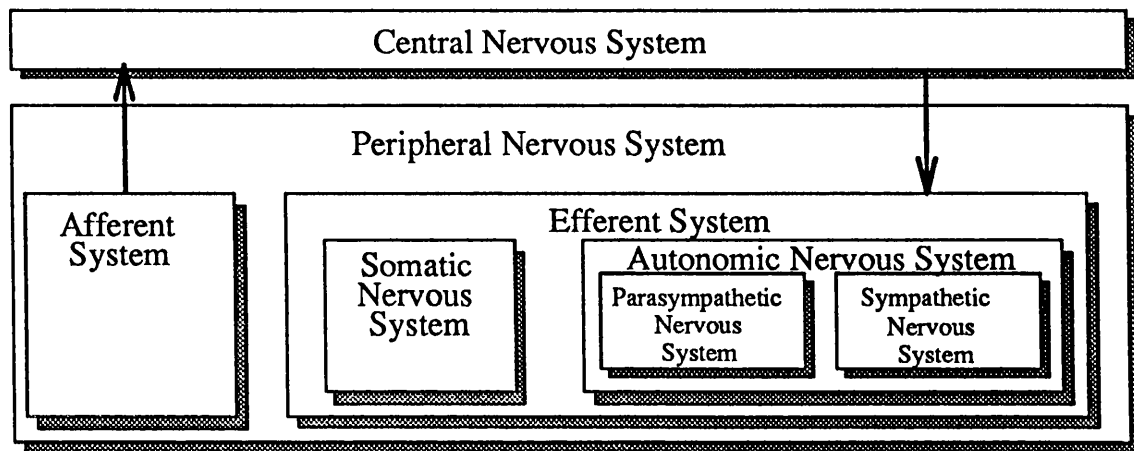 Central Nervous System
Peripheral Nervous System
Afferent
System
Efferent System
Somatic
Nervous
System
Autonomic Nervous System
Parasympathetic
Nervous
System
Sympathetic
Nervous
System